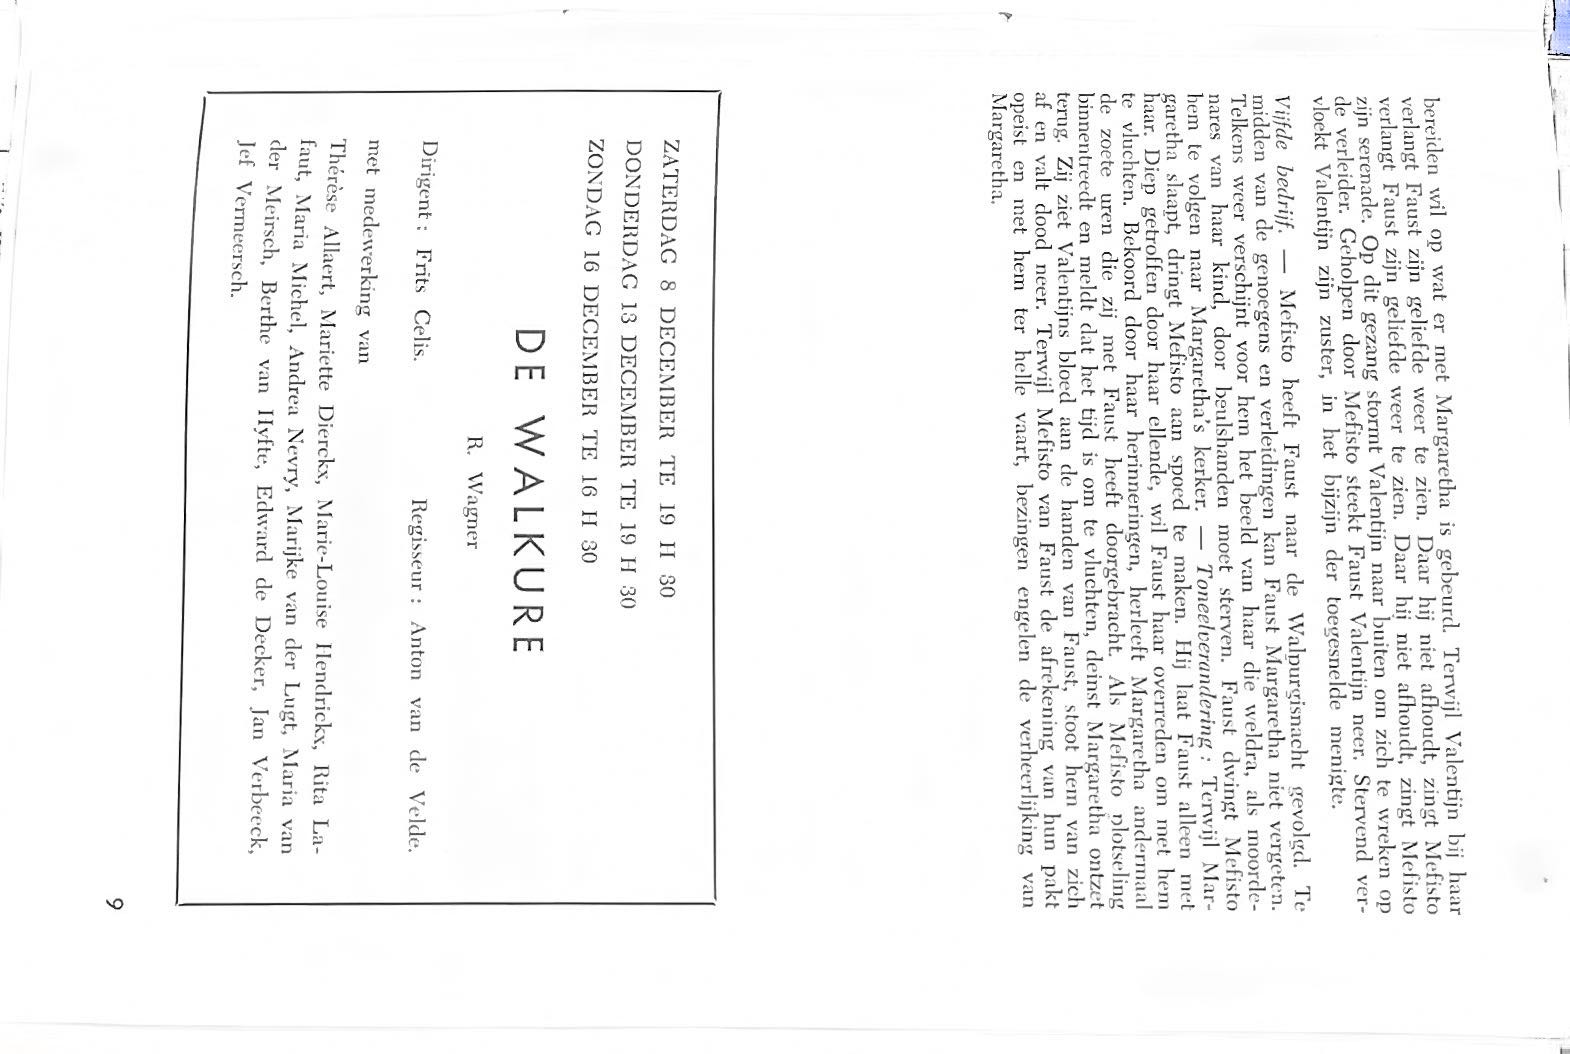 bereiden wil op wat er met Margaretha is gebeurd. Terwijl Valentijn bij haar
verlangt Faust zijn geliefde weer te zien. Daar hij niet afhoudt, zingt Mefisto
verlangt Faust zijn geliefde weer te zien. Daar hij niet afhoudt, zingt Mefisto
zijn serenade. Op dit gezang stormt Valentijn naar buiten om zich te wreken op
de verleider. Geholpen door Mefisto steekt Faust Valentijn neer. Stervend ver-
vloekt Valentijn zijn zuster, in het bijzijn der toegesnelde menigte.
Vijfde bedrijf. — Mefisto heeft Faust naar de Walpurgisnacht gevolgd. Te
midden van de genoegens en verleidingen kan Faust Margaretha niet vergeten.
Telkens weer verschijnt voor hem het beeld van haar die weldra, als moorde-
nares van haar kind, door beulshanden moet sterven. Faust dwingt Mefisto
hem te volgen naar Margaretha's kerker. — Toneelverandering : Terwijl Mar-
garetha slaapt, dringt Mefisto aan spoed te maken. Hij laat Faust alleen met
haar. Diep getroffen door haar ellende, wil Faust haar overreden om met hem
te vluchten. Bekoord door haar herinneringen, herleeft Margaretha andermaal
de zoete uren die zij met Faust heeft doorgebracht. Als Mefisto plotseling
binnentreedt en meldt dat het tijd is om te vluchten, deinst Margaretha ontzet
terug. Zij ziet Valentijns bloed aan de handen van Faust, stoot hem van zich
af en valt dood neer. Terwijl Mefisto van Faust de afrekening van hun pakt
opeist en met hem ter helle vaart, bezingen engelen de verheerlijking van
Margaretha.
ZATERDAG 8 DECEMBER TE 19 H 30
DONDERDAG 13 DECEMBER TE 19 H 30
ZONDAG 16 DECEMBER TE 16 H 30
DE WALKURE
R. Wagner
Dirigent : Frits Celis. Regisseur : Anton van de Velde.
met medewerking van
Thérèse Allaert, Mariette Dierckx, Marie-Louise Hendrickx, Rita La-
faut, Maria Michel, Andrea Nevry, Marijke van der Lugt, Maria van
der Meirsch, Berthe van Hyfte, Edward de Decker, Jan Verbeeck,
Jef Vermeersch.
9